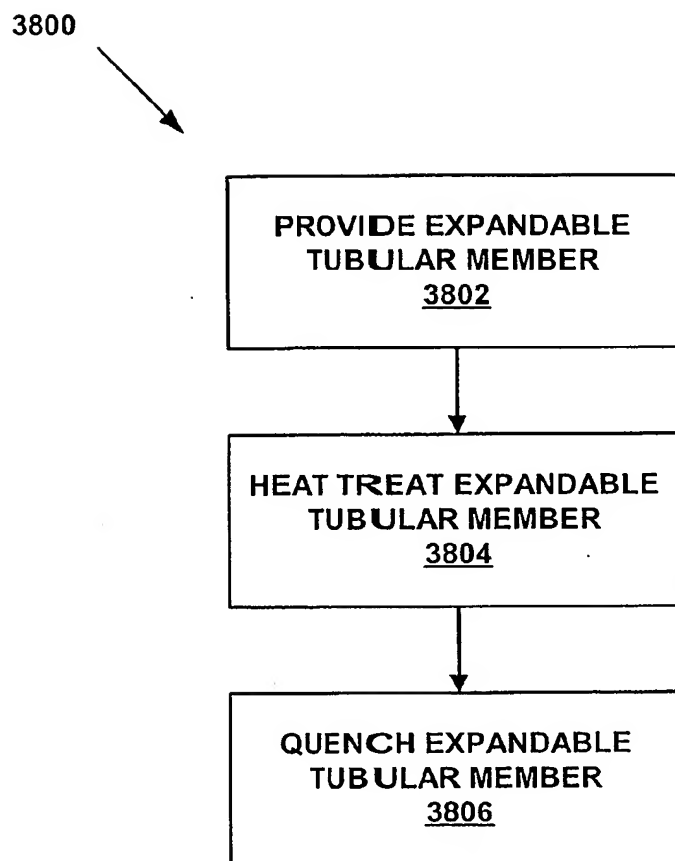 3800
PROVIDE EXPANDABLE
TUBULAR MEMBER
3802
HEAT TREAT EXPANDABLE
TUBULAR MEMBER
3804
QUENCH EXPANDABLE
TUBULAR MEMBER
3806